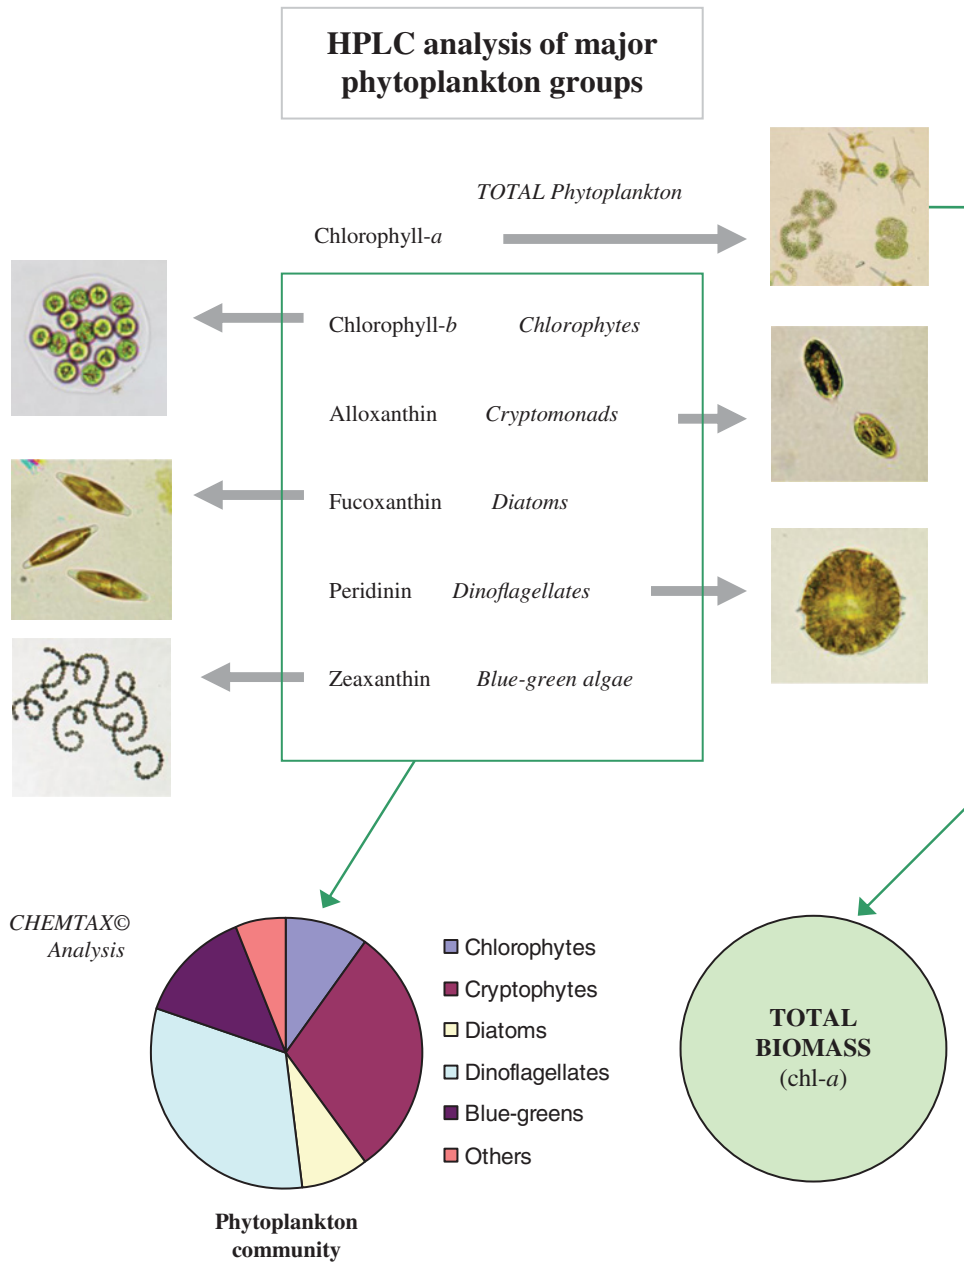 HPLC analysis of major
phytoplankton groups
TOTAL Phytoplankton
Chlorophyll-a
Chlorophyll-b Chlorophytes
Alloxanthin Cryptomonads
Fucoxanthin Diatoms
Peridinin Dinoflagellates
Zeaxanthin Blue-green algae
CHEMTAX©
Analysis
Chlorophytes
Cryptophytes
Diatoms
Dinoflagellates
Blue-greens
Others
Phytoplankton
community
TOTAL
BIOMASS
(chl-a)